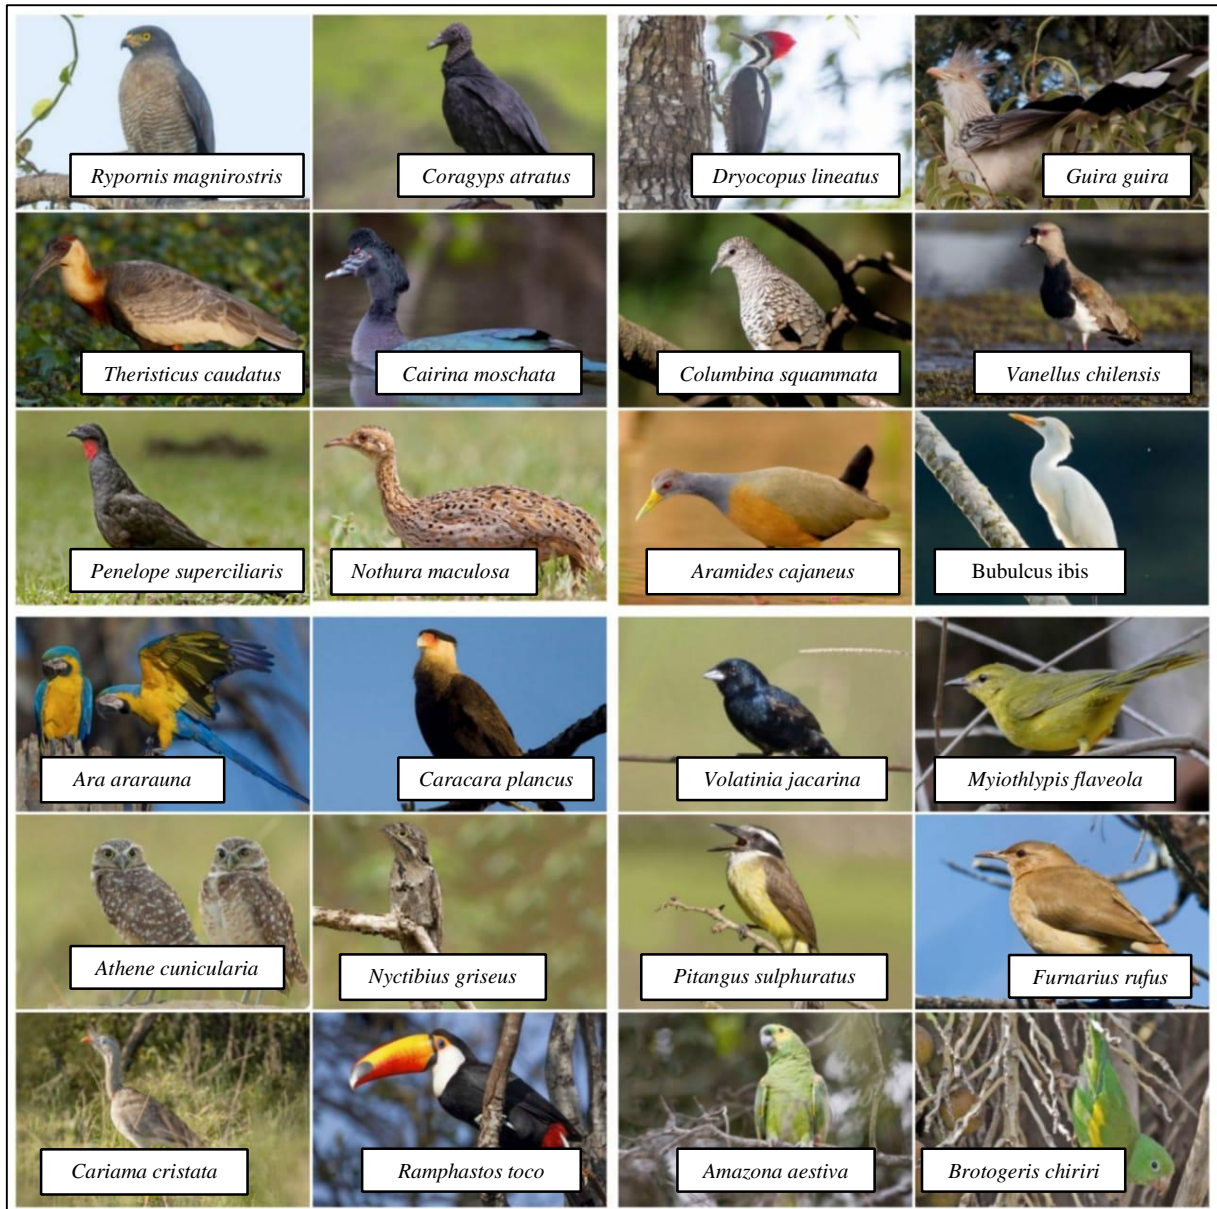 Rypornis magnirostris
Coragyps atratus
Dryocopus lineatus
Guira guira
Theristicus caudatus
Cairina moschata
Columbina squammata
Vanellus chilensis
Penelope superciliaris
Nothura maculosa
Aramides cajaneus
Bubulcus ibis
Ara ararauna
Caracara plancus
Volatinia jacarina
Myiothlypis flaveola
Athene cunicularia
Nyctibius griseus
Pitangus sulphuratus
Furnarius rufus
Cariama cristata
Ramphastos toco
Amazona aestiva
Brotogeris chiriri